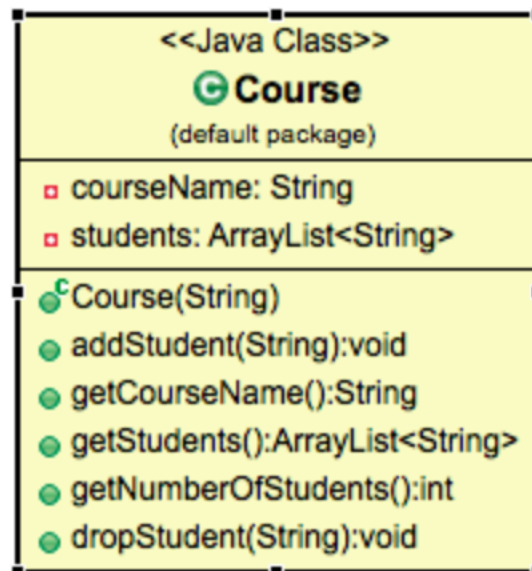 <<Java Class>>
C Course
(default package)
courseName: String
students: ArrayList<String>
C Course(String)
addStudent(String):void
getCourseName():String
getStudents():ArrayList<String>
getNumberOfStudents():int
dropStudent(String):void